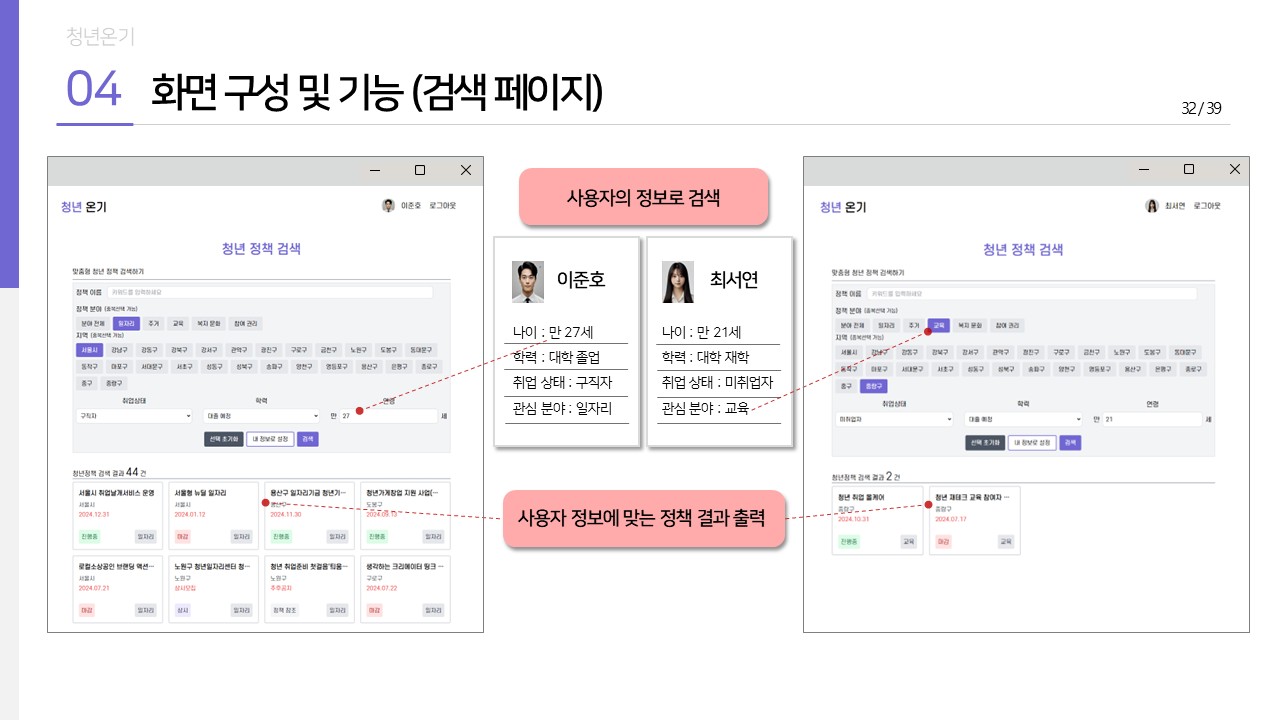 청년온기
04 화면 구성 및 기능 (검색 페이지)
32 / 39
청년 온기
이준호 로그아웃
청년 정책 검색
맞춤형 청년 정책 검색하기
정책 이름 키워드를 입력하세요
정책 분야 (중복선택 가능)
분야 전체 일자리 주거 교육 복지 문화 참여 권리
지역 (중복선택 가능)
서울시 강남구 강동구 강북구 강서구 관악구 광진구 구로구 금천구 노원구 도봉구 동대문구
동작구 마포구 서대문구 서초구 성동구 성북구 송파구 양천구 영등포구 용산구 은평구 종로구
중구 중랑구
취업상태 학력 연령
구직자 대졸 예정 만 27 세
선택 초기화 내 정보로 설정 검색
청년정책 검색 결과 44 건
서울시 취업날개서비스 운영 서울형 뉴딜 일자리 용산구 일자리기금 청년기··· 청년가게창업 지원 사업(···
서울시 서울시 용산구 도봉구
2024.12.31 2024.01.12 2024.11.30 2024.06.13
진행중 일자리 마감 일자리 진행중 일자리 진행중 일자리
로컬소상공인 브랜딩 액션··· 노원구 청년일자리센터 청··· 청년 취업준비 첫걸음 '틔움··· 생각하는 크리에이터 띵크 ···
서울시 노원구 노원구 구로구
2024.07.21 상시모집 추후공지 2024.07.22
마감 일자리 상시 일자리 정책 참조 일자리 마감 일자리
사용자의 정보로 검색
이준호
나이 : 만 27세
학력 : 대학 졸업
취업 상태 : 구직자
관심 분야 : 일자리
최서연
나이 : 만 21세
학력 : 대학 재학
취업 상태 : 미취업자
관심 분야 : 교육
사용자 정보에 맞는 정책 결과 출력
청년 온기
최서연 로그아웃
청년 정책 검색
맞춤형 청년 정책 검색하기
정책 이름 키워드를 입력하세요
정책 분야 (중복선택 가능)
분야 전체 일자리 주거 교육 복지 문화 참여 권리
지역 (중복선택 가능)
서울시 강남구 강동구 강북구 강서구 관악구 광진구 구로구 금천구 노원구 도봉구 동대문구
동작구 마포구 서대문구 서초구 성동구 성북구 송파구 양천구 영등포구 용산구 은평구 종로구
중구 중랑구
취업상태 학력 연령
미취업자 대졸 예정 만 21 세
선택 초기화 내 정보로 설정 검색
청년정책 검색 결과 2 건
청년 취업 올케어 청년 재테크 교육 참여자 ···
중랑구 중랑구
2024.10.31 2024.07.17
진행중 교육 마감 교육